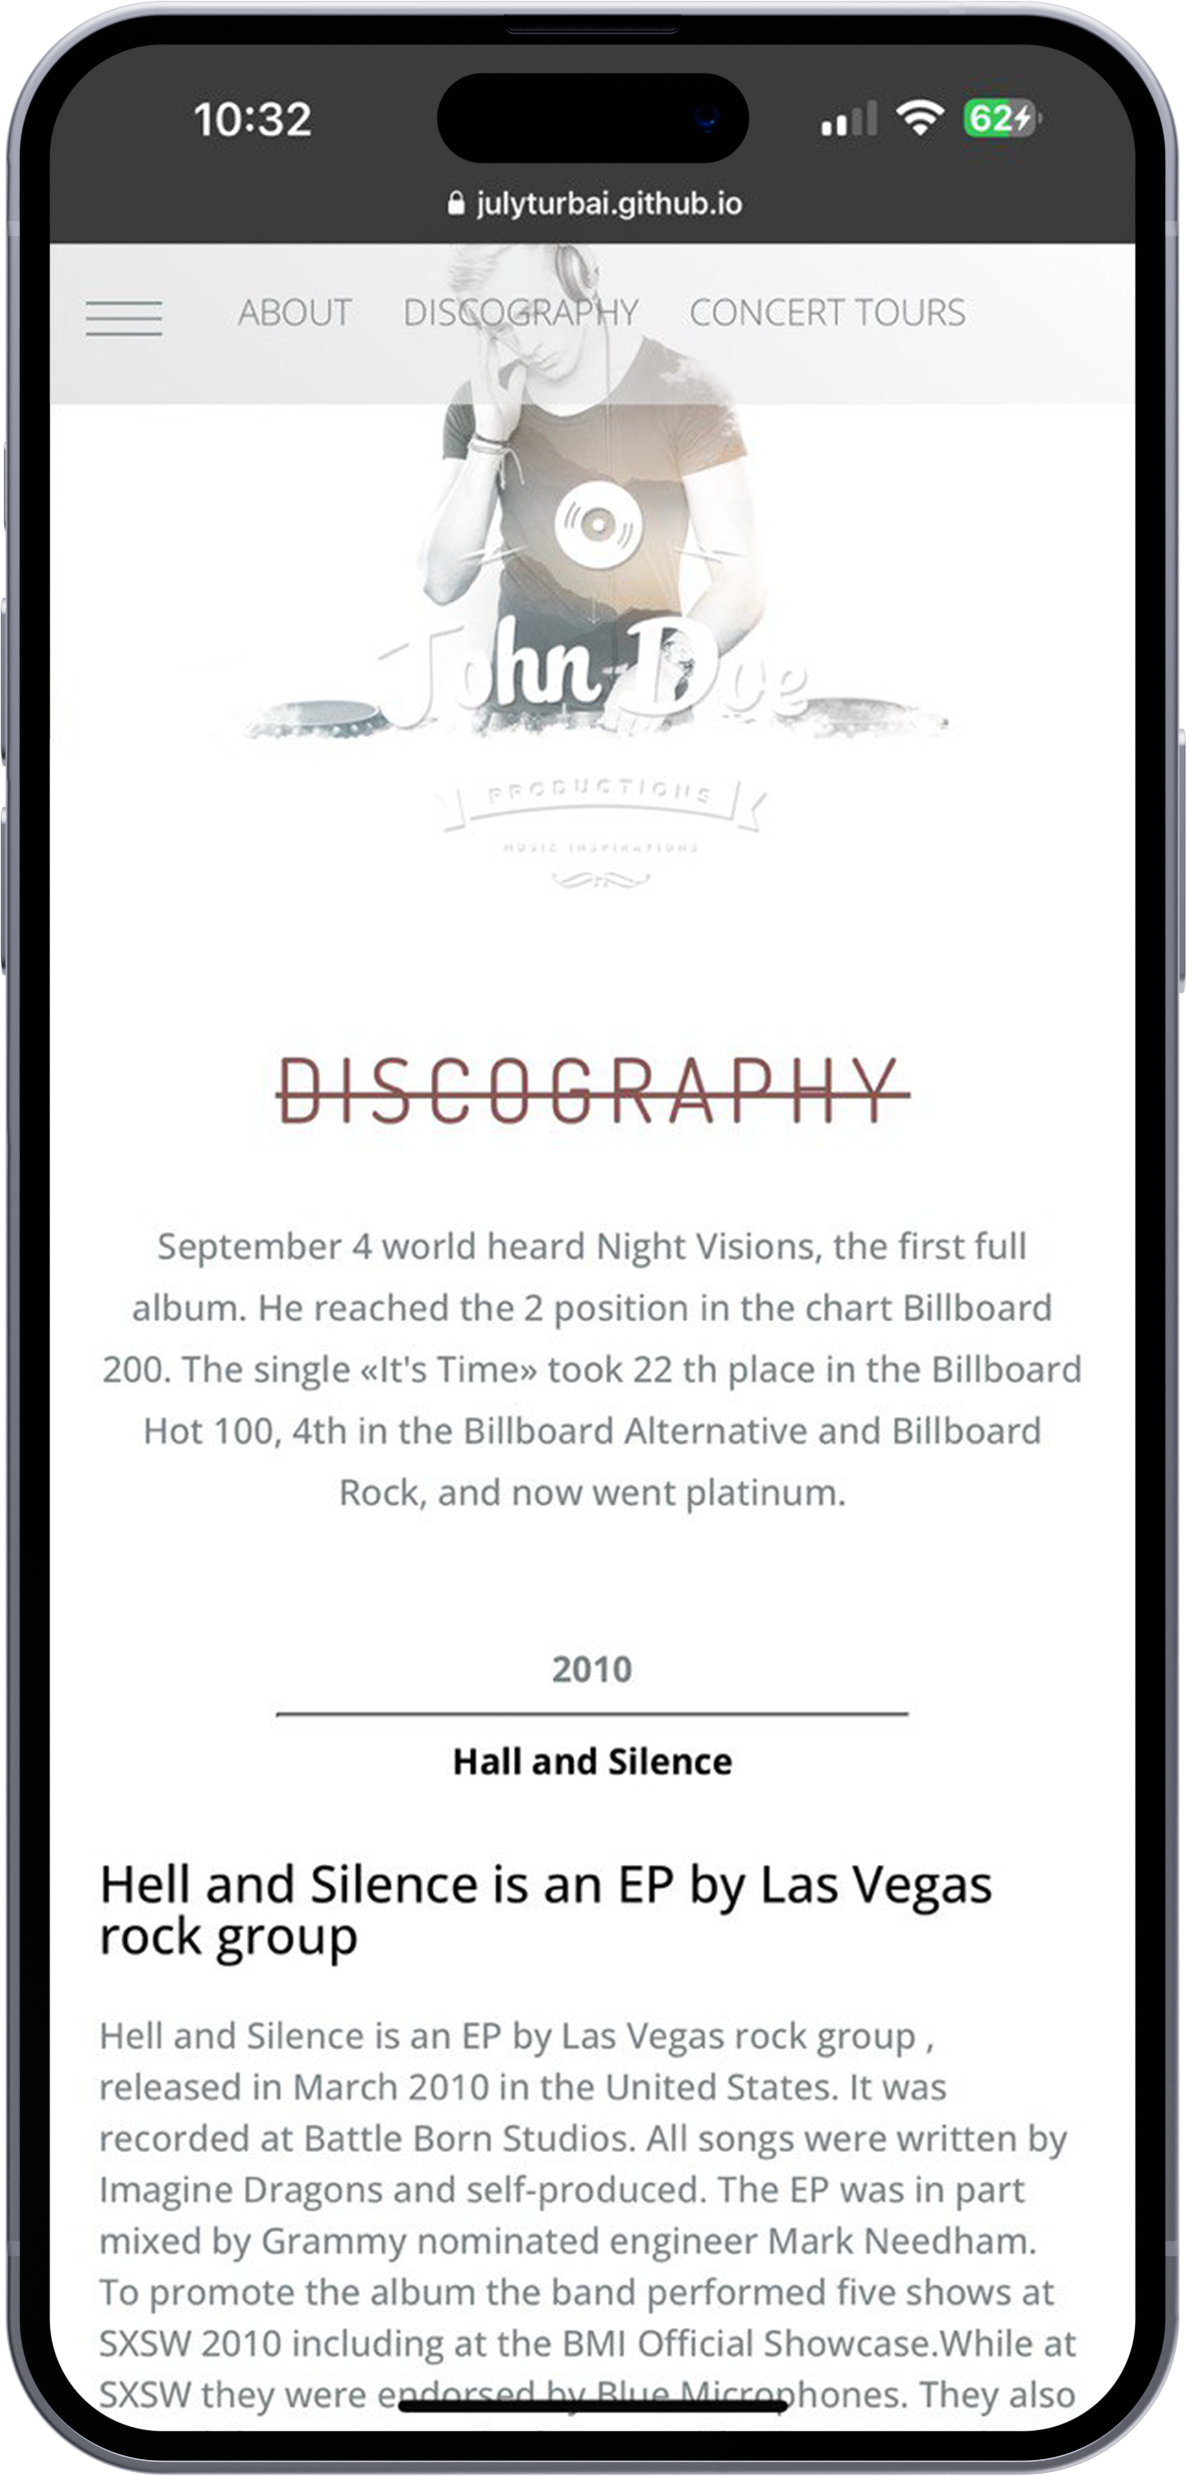 10:32
62
julyturbai.github.io
ABOUT DISCOGRAPHY CONCERT TOURS
John Doe
PRODUCTIONS
MUSIC INSPIRATIONS
DISCOGRAPHY
September 4 world heard Night Visions, the first full
album. He reached the 2 position in the chart Billboard
200. The single «It's Time» took 22 th place in the Billboard
Hot 100, 4th in the Billboard Alternative and Billboard
Rock, and now went platinum.
2010
Hall and Silence
Hell and Silence is an EP by Las Vegas
rock group
Hell and Silence is an EP by Las Vegas rock group ,
released in March 2010 in the United States. It was
recorded at Battle Born Studios. All songs were written by
Imagine Dragons and self-produced. The EP was in part
mixed by Grammy nominated engineer Mark Needham.
To promote the album the band performed five shows at
SXSW 2010 including at the BMI Official Showcase.While at
SXSW they were endorsed by Blue Microphones. They also